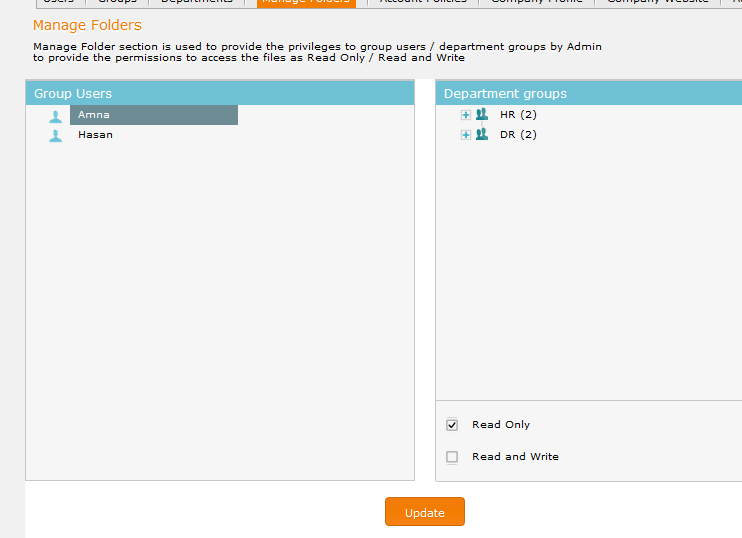 Users Groups Departments Manage Folders Account Policies Company Profile Company Website
Manage Folders
Manage Folder section is used to provide the privileges to group users / department groups by Admin
to provide the permissions to access the files as Read Only / Read and Write
Group Users
Amna
Hasan
Department groups
HR (2)
DR (2)
Read Only
Read and Write
Update